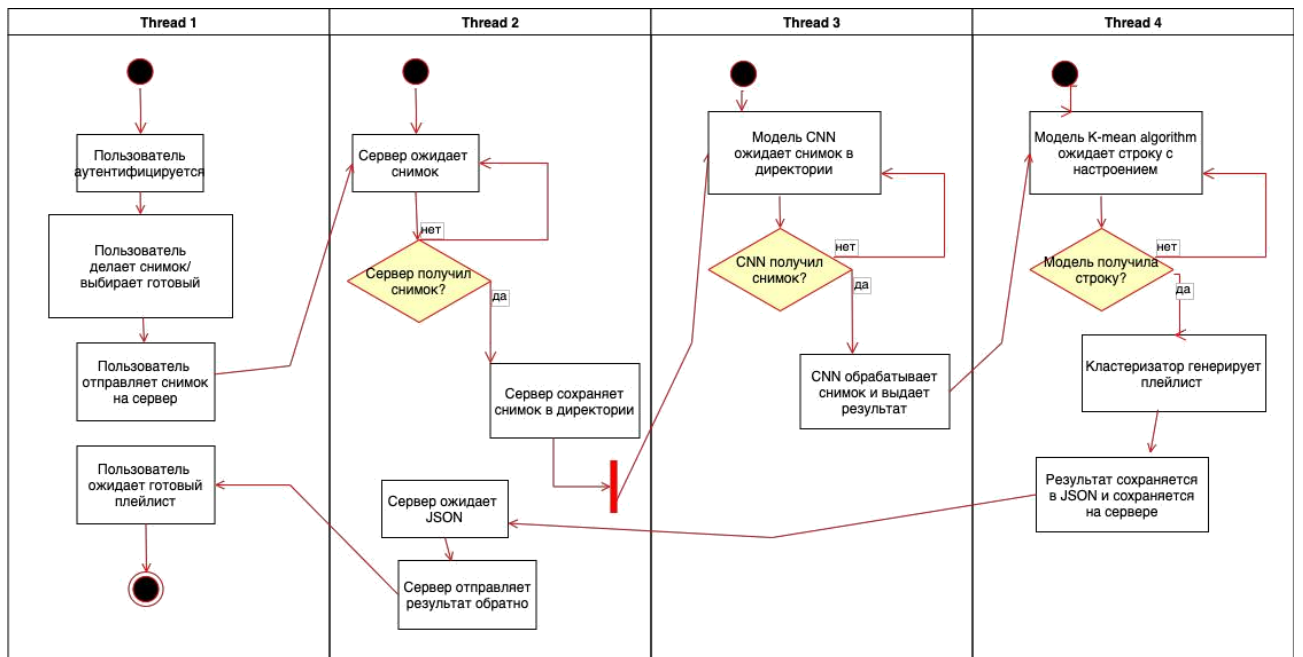 Thread 1
Thread 2
Thread 3
Thread 4
Пользователь
аутентифицируется
Пользователь
делает снимок/
выбирает готовый
Пользователь
отправляет снимок
на сервер
Пользователь
ожидает готовый
плейлист
Сервер ожидает
снимок
нет
Сервер получил
снимок?
да
Сервер сохраняет
снимок в директории
Сервер ожидает
JSON
Сервер отправляет
результат обратно
Модель CNN
ожидает снимок в
директории
нет
CNN получил
снимок?
да
CNN обрабатывает
снимок и выдает
результат
Модель K-mean algorithm
ожидает строку с
настроением
нет
Модель получила
строку?
да
Кластеризатор генерирует
плейлист
Результат сохраняется
в JSON и сохраняется
на сервере